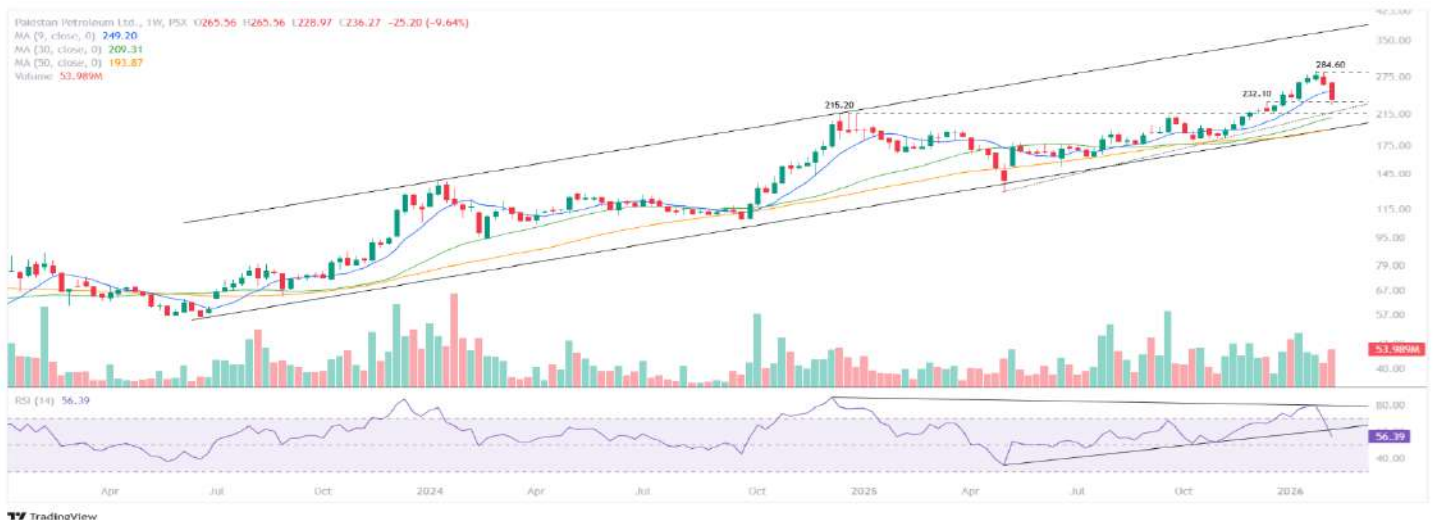 Pakistan Petroleum Ltd., 1W, PSX O265.56 H265.56 L228.97 C236.27 -25.20 (-9.64%)
MA (9, close, 0) 249.20
MA (30, close, 0) 209.31
MA (50, close, 0) 193.87
Volume 53.989M
423.00
350.00
284.60
275.00
232.10
215.20
215.00
175.00
145.00
115.00
95.00
79.00
67.00
57.00
53.989M
40.00
RSI (14) 56.39
80.00
56.39
40.00
Apr Jul Oct 2024 Apr Jul Oct 2025 Apr Jul Oct 2026
TradingView